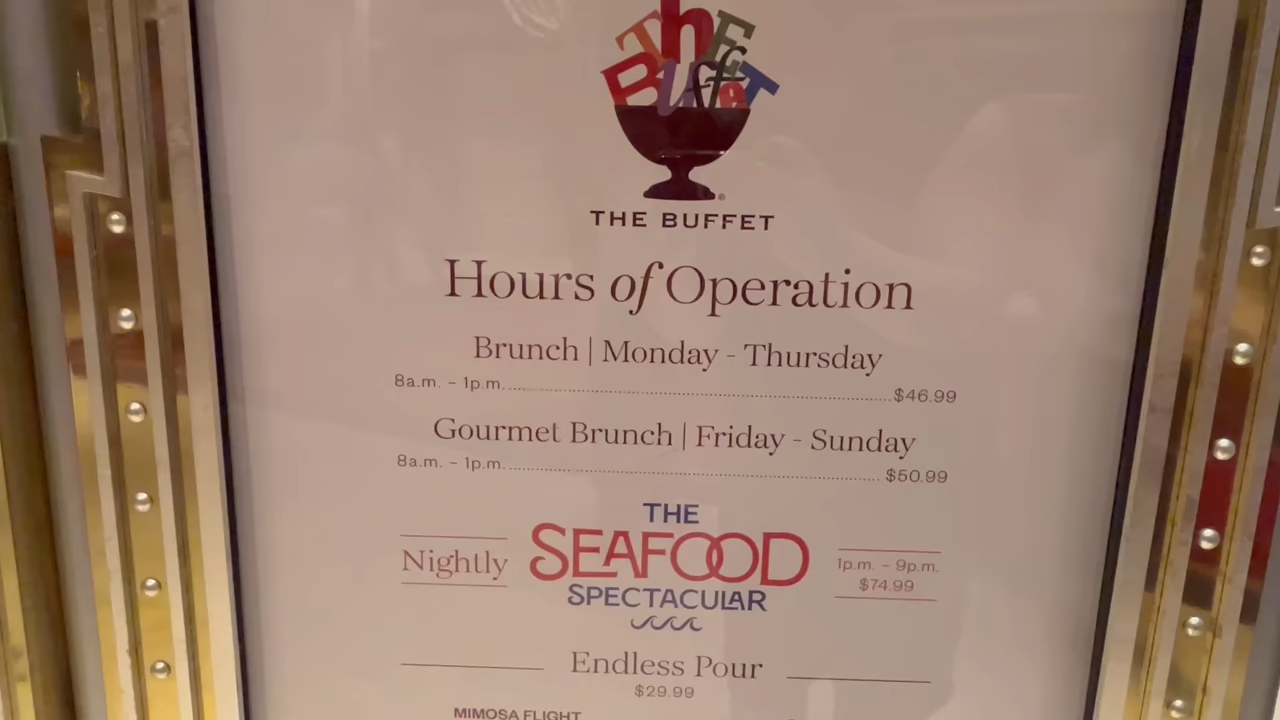 The
Buffet
®
THE BUFFET
Hours of Operation
Brunch | Monday - Thursday
8a.m. – 1p.m. $46.99
Gourmet Brunch | Friday - Sunday
8a.m. – 1p.m. $50.99
THE
Nightly SEAFOOD 1p.m. – 9p.m.
$74.99
SPECTACULAR
Endless Pour
$29.99
MIMOSA FLIGHT